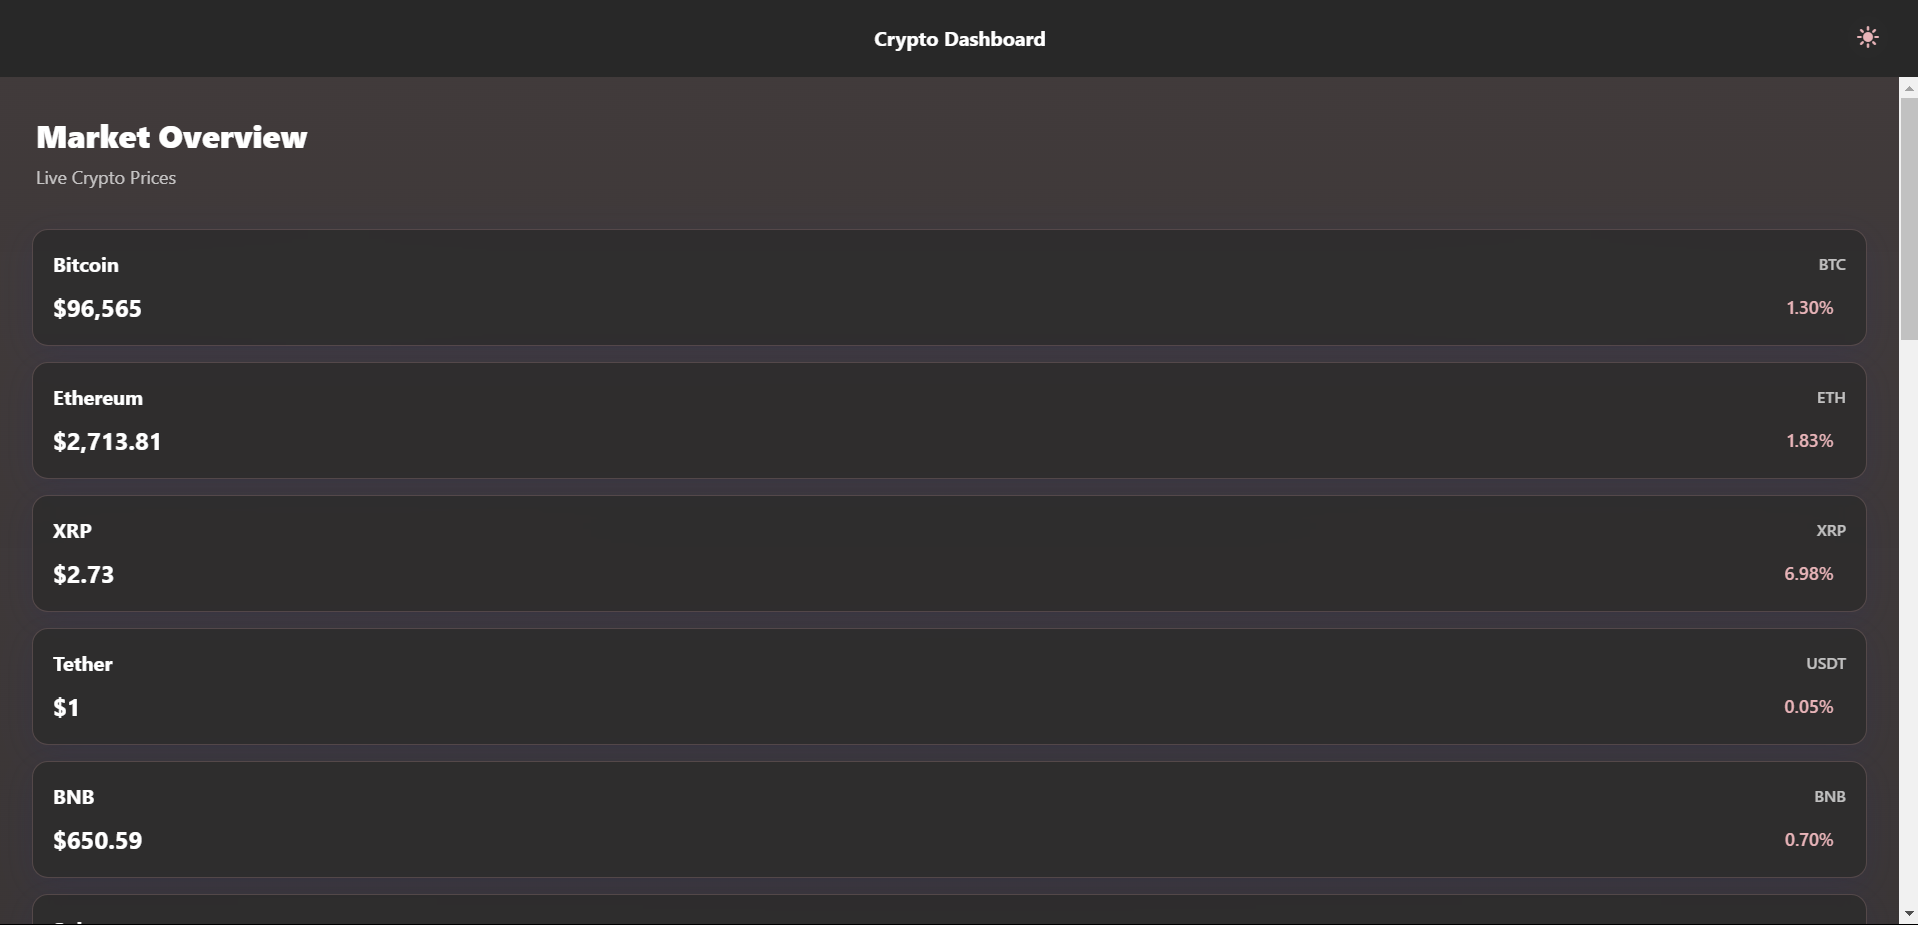 Crypto Dashboard
Market Overview
Live Crypto Prices
Bitcoin BTC
$96,565 1.30%
Ethereum ETH
$2,713.81 1.83%
XRP XRP
$2.73 6.98%
Tether USDT
$1 0.05%
BNB BNB
$650.59 0.70%